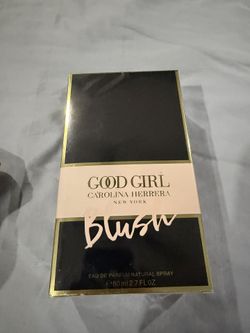 GOOD GIRL
CAROLINA HERRERA
NEW YORK
Blush
EAU DE PARFUM NATURAL SPRAY
e *80 ml 2.7 FL.OZ.